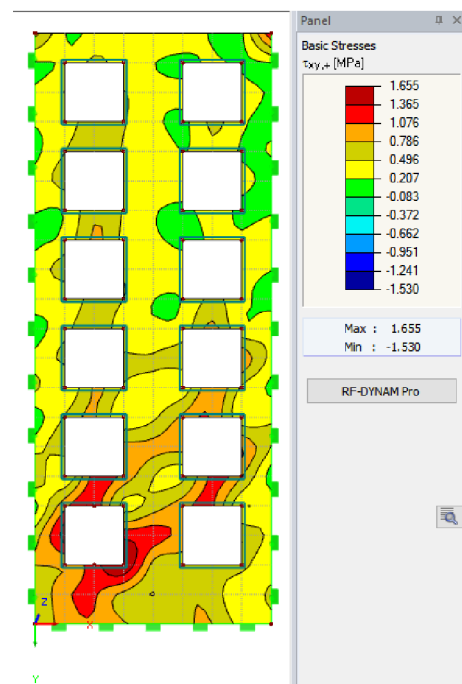 Panel
Basic Stresses
τxy,+ [MPa]
1.655
1.365
1.076
0.786
0.496
0.207
-0.083
-0.372
-0.662
-0.951
-1.241
-1.530
Max : 1.655
Min : -1.530
RF-DYNAM Pro
Z
X
Y